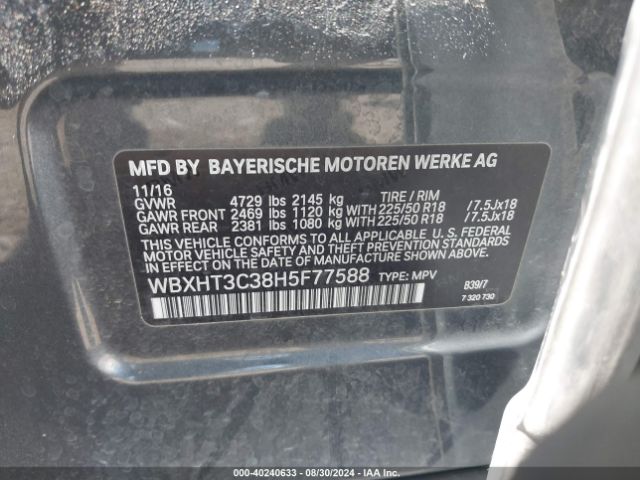 MFD BY BAYERISCHE MOTOREN WERKE AG
11/16
GVWR 4729 lbs 2145 kg TIRE / RIM
GAWR FRONT 2469 lbs 1120 kg WITH 225/50 R18 /7.5Jx18
GAWR REAR 2381 lbs 1080 kg WITH 225/50 R18 /7.5Jx18
THIS VEHICLE CONFORMS TO ALL APPLICABLE U. S. FEDERAL
MOTOR VEHICLE SAFETY AND THEFT PREVENTION STANDARDS
IN EFFECT ON THE DATE OF MANUFACTURE SHOWN ABOVE.
WBXHT3C38H5F77588 TYPE: MPV B39/7
7 320 730
000-40240633 - 08/30/2024 - IAA Inc.